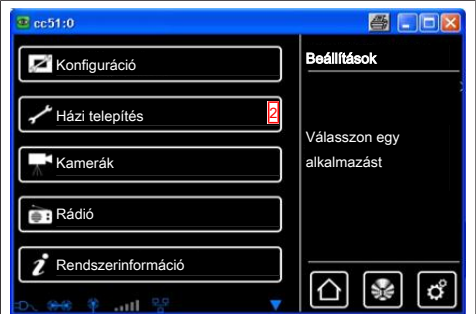 cc51:0
Konfiguráció
Házi telepítés
2
Kamerák
Rádió
Rendszerinformáció
Beállítások
Válasszon egy
alkalmazást